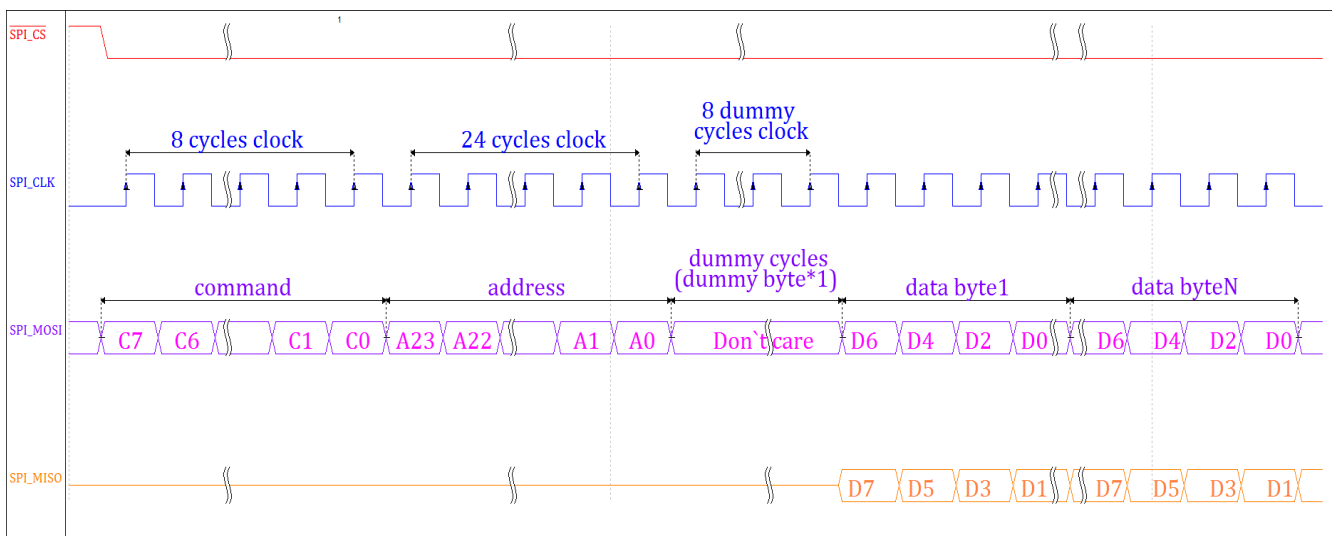 1
SPI_CS
8 dummy
cycles clock
8 cycles clock
24 cycles clock
SPI_CLK
dummy cycles
(dummy byte*1)
command
address
data byte1
data byteN
SPI_MOSI
C7 C6 C1 C0 A23 A22 A1 A0 Don`t care D6 D4 D2 D0 D6 D4 D2 D0
SPI_MISO
D7 D5 D3 D1 D7 D5 D3 D1